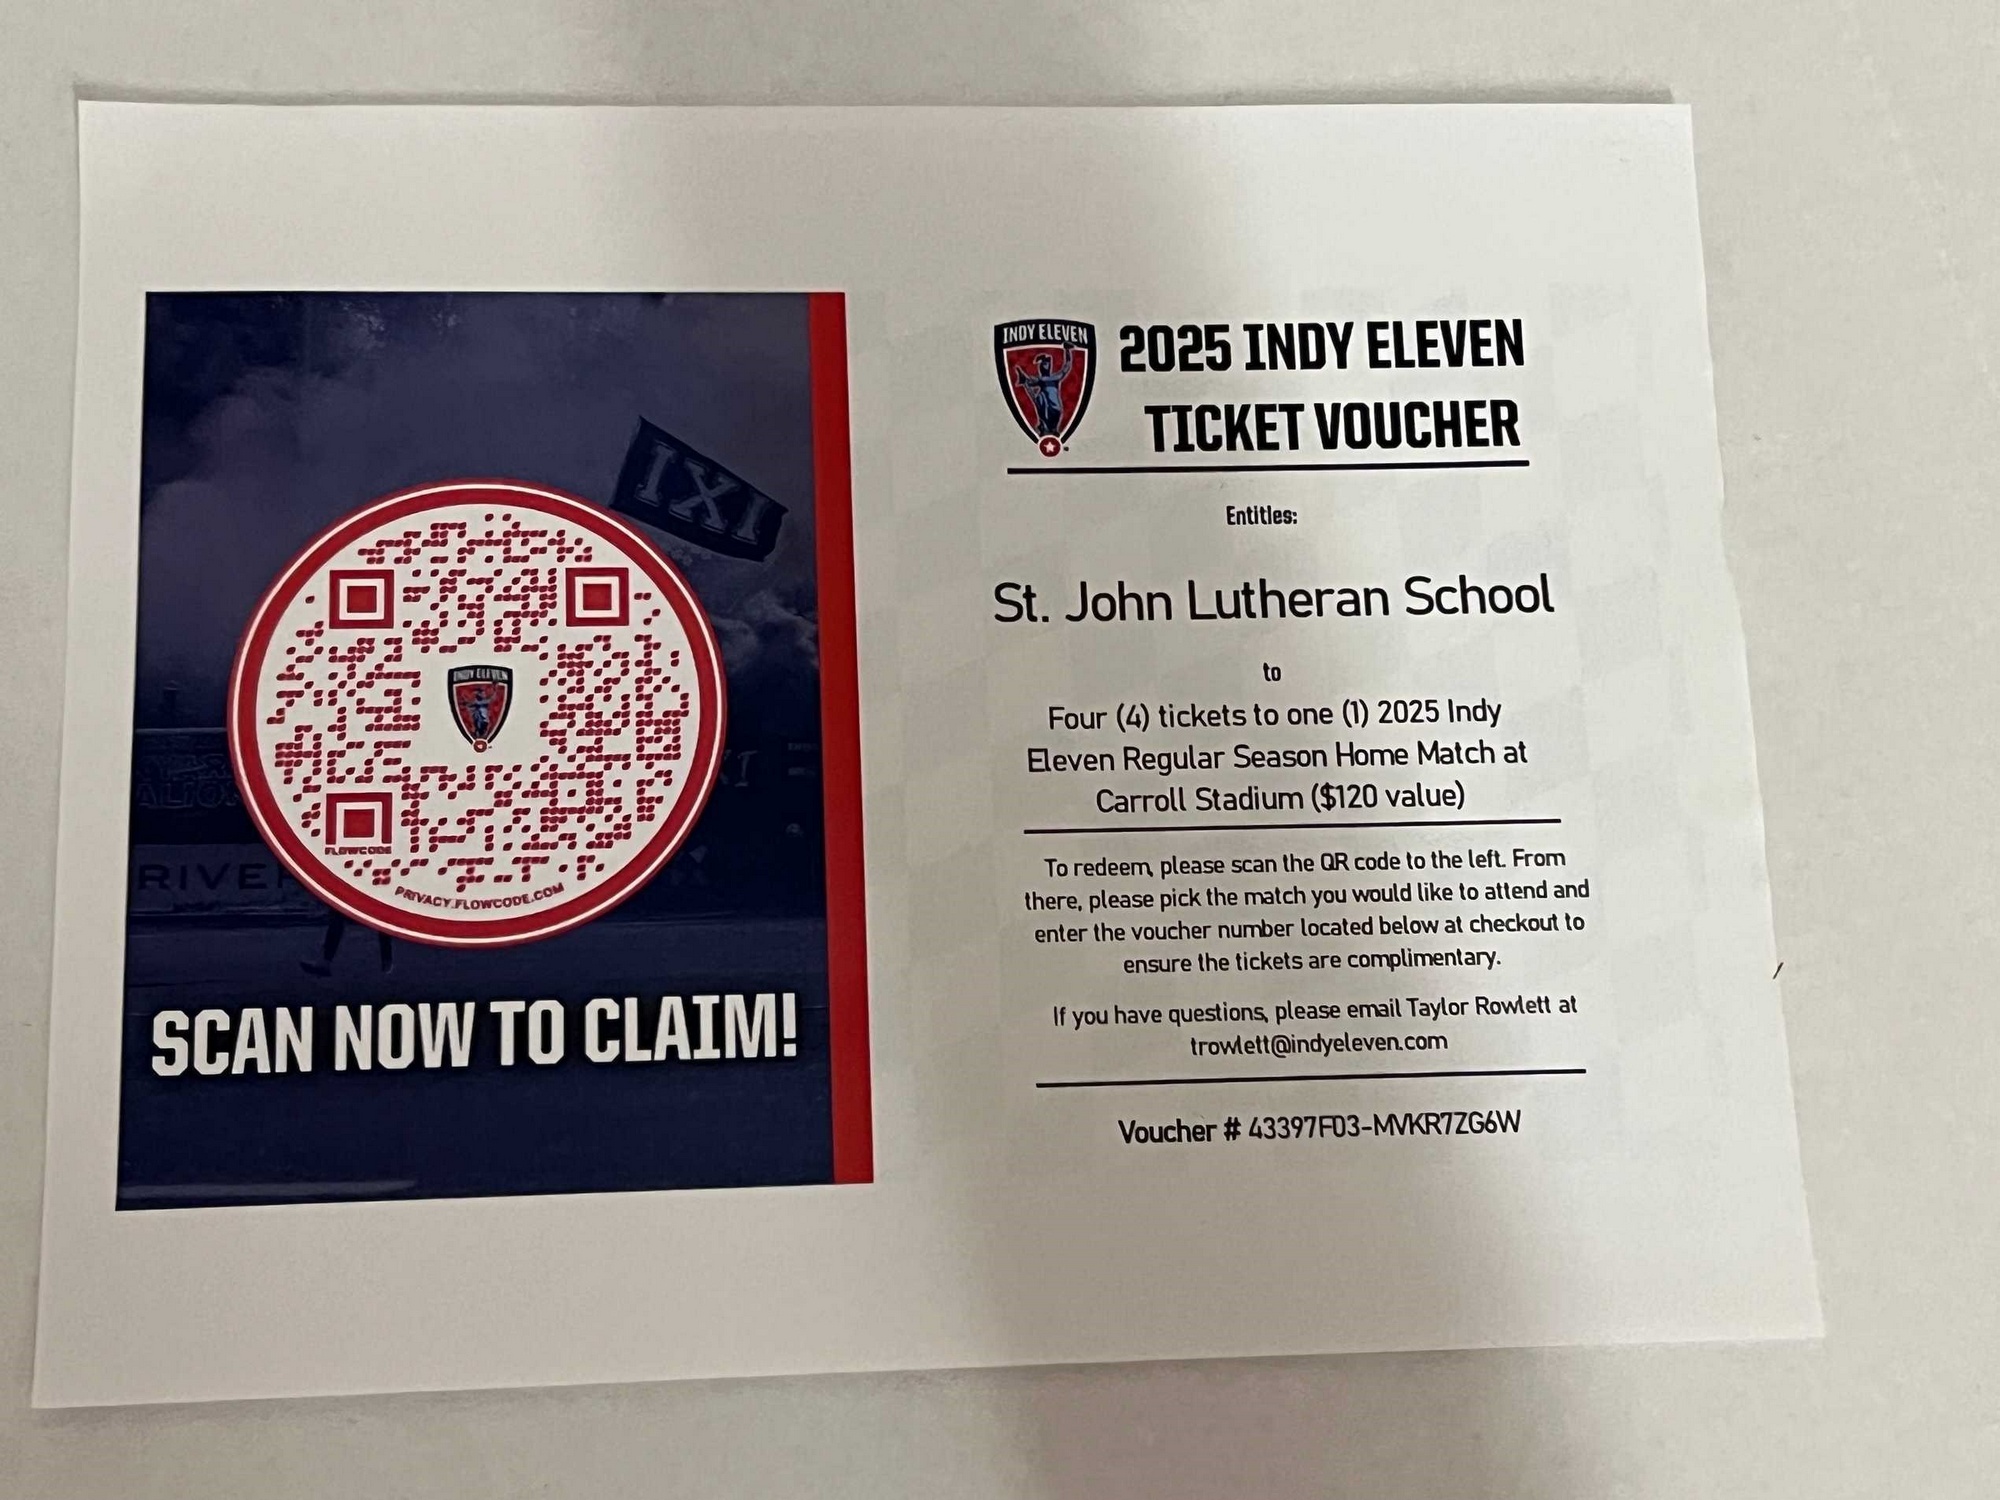 IXI
INDY ELEVEN
FLOWCODE
PRIVACY.FLOWCODE.COM
RIVE
SCAN NOW TO CLAIM!
INDY ELEVEN
2025 INDY ELEVEN
TICKET VOUCHER
Entitles:
St. John Lutheran School
to
Four (4) tickets to one (1) 2025 Indy
Eleven Regular Season Home Match at
Carroll Stadium ($120 value)
To redeem, please scan the QR code to the left. From
there, please pick the match you would like to attend and
enter the voucher number located below at checkout to
ensure the tickets are complimentary.
If you have questions, please email Taylor Rowlett at
trowlett@indyeleven.com
Voucher # 43397F03-MVKR7ZG6W